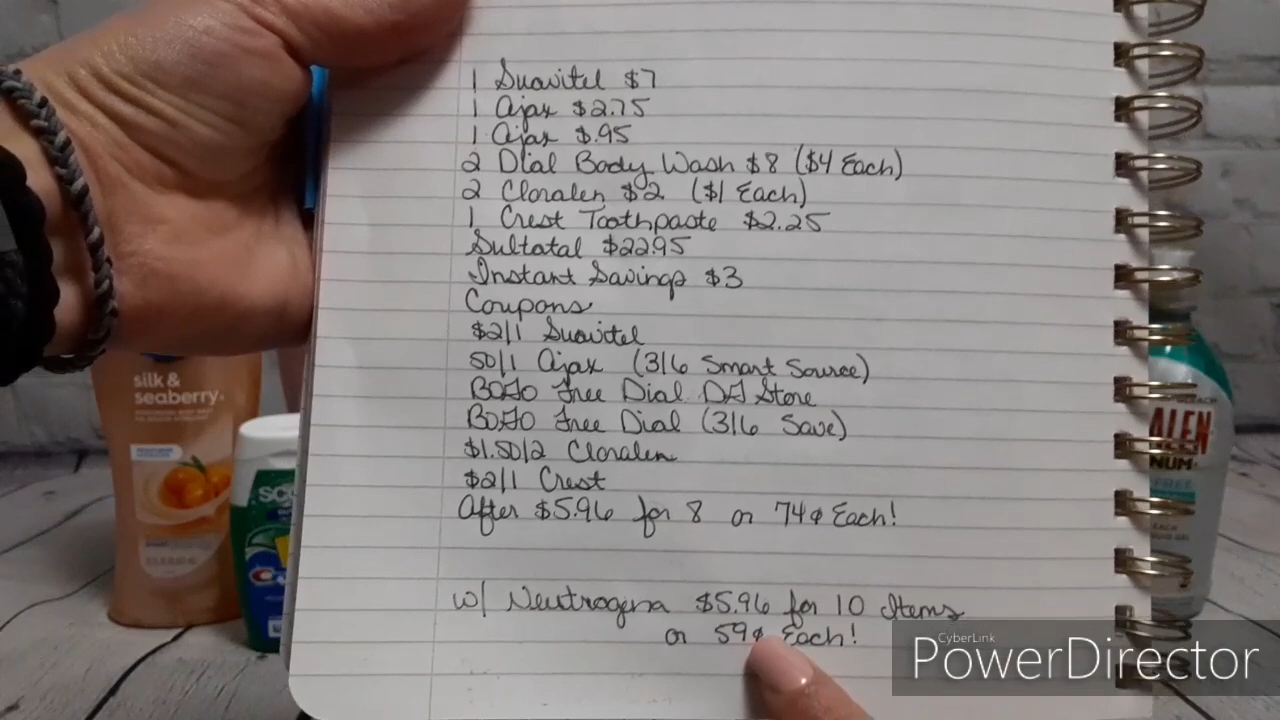 1 Suavitel $7
1 Ajax $2.75
1 Ajax $.95
2 Dial Body Wash $8 ($4 Each)
2 Cloralen $2 ($1 Each)
1 Crest Toothpaste $2.25
Subtotal $22.95
Instant Savings $3
Coupons
$2/1 Suavitel
50/1 Ajax (3/6 Smart Source)
BOGO Free Dial DG Store
BOGO Free Dial (3/6 Save)
$1.50/2 Cloralen
$2/1 Crest
After $5.96 for 8 or 74¢ Each!
w/ Neutrogena $5.96 for 10 Items
or 59¢ Each!
silk &
seaberry
SCO
C
ALEN
NUM
FREE
CyberLink
PowerDirector